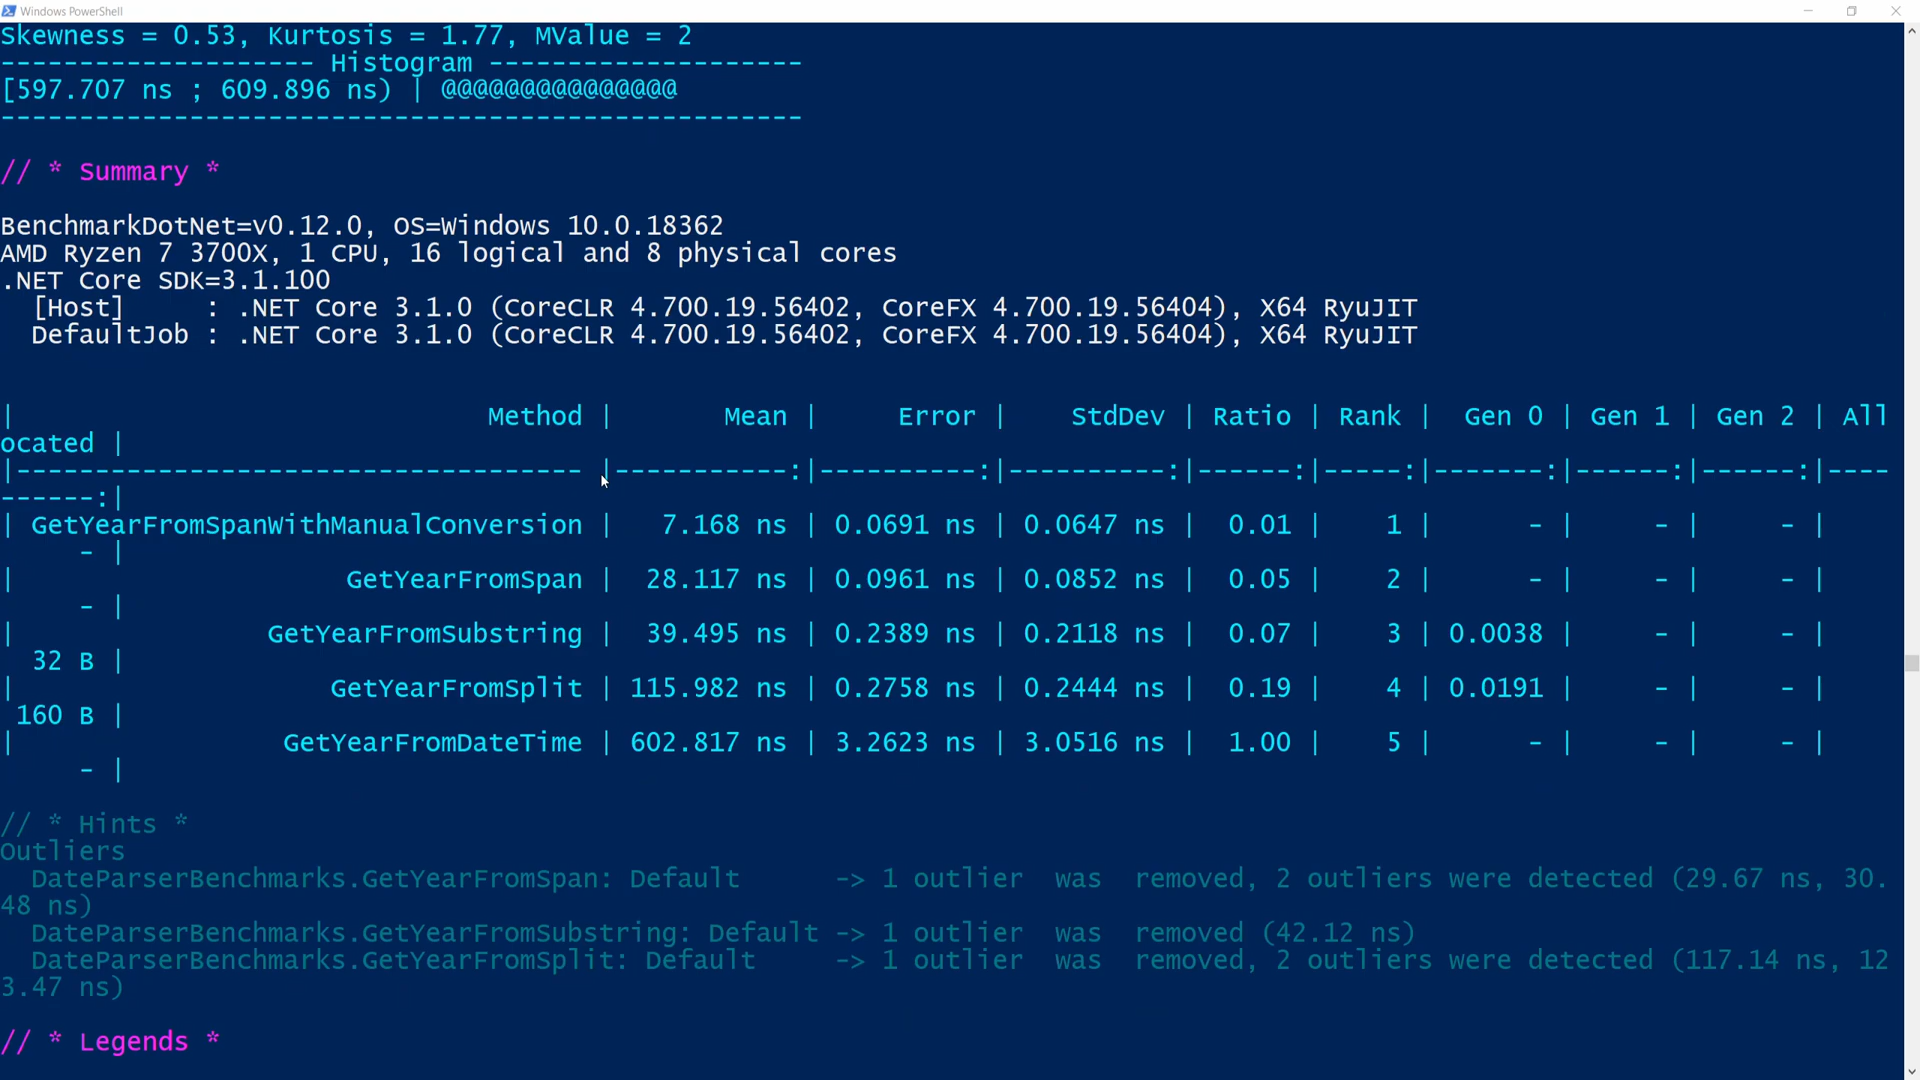 Windows PowerShell
Skewness = 0.53, Kurtosis = 1.77, MValue = 2
-------------------- Histogram --------------------
[597.707 ns ; 609.896 ns) | @@@@@@@@@@@@@@@
---------------------------------------------------
// * Summary *
BenchmarkDotNet=v0.12.0, OS=Windows 10.0.18362
AMD Ryzen 7 3700X, 1 CPU, 16 logical and 8 physical cores
.NET Core SDK=3.1.100
  [Host]     : .NET Core 3.1.0 (CoreCLR 4.700.19.56402, CoreFX 4.700.19.56404), X64 RyuJIT
  DefaultJob : .NET Core 3.1.0 (CoreCLR 4.700.19.56402, CoreFX 4.700.19.56404), X64 RyuJIT
|                              Method |       Mean |     Error |    StdDev | Ratio | Rank |  Gen 0 | Gen 1 | Gen 2 | All
ocated |
|------------------------------------ |-----------:|----------:|----------:|------:|-----:|-------:|------:|------:|----
------:|
| GetYearFromSpanWithManualConversion |   7.168 ns | 0.0691 ns | 0.0647 ns |  0.01 |    1 |      - |     - |     - |
     - |
|                     GetYearFromSpan |  28.117 ns | 0.0961 ns | 0.0852 ns |  0.05 |    2 |      - |     - |     - |
     - |
|                GetYearFromSubstring |  39.495 ns | 0.2389 ns | 0.2118 ns |  0.07 |    3 | 0.0038 |     - |     - |
  32 B |
|                    GetYearFromSplit | 115.982 ns | 0.2758 ns | 0.2444 ns |  0.19 |    4 | 0.0191 |     - |     - |
 160 B |
|                 GetYearFromDateTime | 602.817 ns | 3.2623 ns | 3.0516 ns |  1.00 |    5 |      - |     - |     - |
     - |
// * Hints *
Outliers
  DateParserBenchmarks.GetYearFromSpan: Default      -> 1 outlier  was  removed, 2 outliers were detected (29.67 ns, 30.
48 ns)
  DateParserBenchmarks.GetYearFromSubstring: Default -> 1 outlier  was  removed (42.12 ns)
  DateParserBenchmarks.GetYearFromSplit: Default     -> 1 outlier  was  removed, 2 outliers were detected (117.14 ns, 12
3.47 ns)
// * Legends *